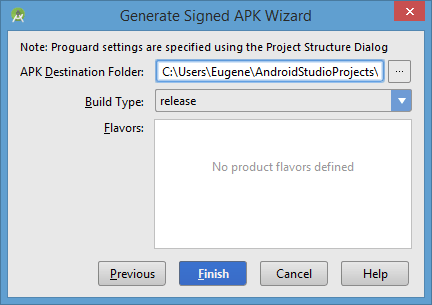 Generate Signed APK Wizard
Note: Proguard settings are specified using the Project Structure Dialog
APK Destination Folder: C:\Users\Eugene\AndroidStudioProjects\ ...
Build Type: release
Flavors:
No product flavors defined
Previous Finish Cancel Help